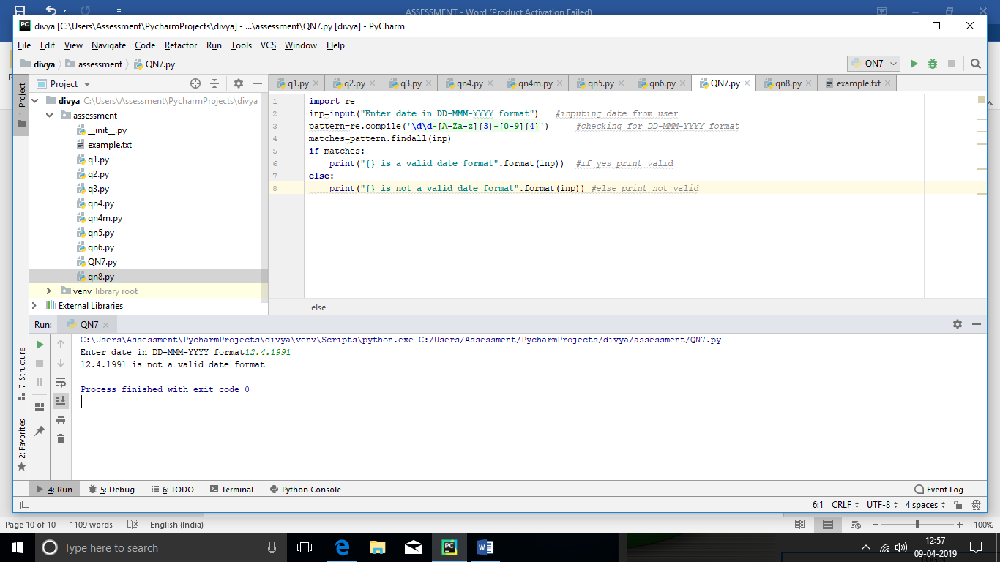 ASSESSMENT - Word (Product Activation Failed)
divya [C:\Users\Assessment\PycharmProjects\divya] - ...\assessment\QN7.py [divya] - PyCharm
File Edit View Navigate Code Refactor Run Tools VCS Window Help
divya assessment QN7.py QN7
1: Project
Project
q1.py q2.py q3.py qn4.py qn4m.py qn5.py qn6.py QN7.py qn8.py example.txt
divya C:\Users\Assessment\PycharmProjects\divya
assessment
__init__.py
example.txt
q1.py
q2.py
q3.py
qn4.py
qn4m.py
qn5.py
qn6.py
QN7.py
qn8.py
venv library root
External Libraries
1 import re
2 inp=input("Enter date in DD-MMM-YYYY format") #inputing date from user
3 pattern=re.compile('\d\d-[A-Za-z]{3}-[0-9]{4}') #checking for DD-MMM-YYYY format
4 matches=pattern.findall(inp)
5 if matches:
6 print("{} is a valid date format".format(inp)) #if yes print valid
7 else:
8 print("{} is not a valid date format".format(inp)) #else print not valid
else
Run: QN7
C:\Users\Assessment\PycharmProjects\divya\venv\Scripts\python.exe C:/Users/Assessment/PycharmProjects/divya/assessment/QN7.py
Enter date in DD-MMM-YYYY format12.4.1991
12.4.1991 is not a valid date format
Process finished with exit code 0
7: Structure
2: Favorites
4: Run 5: Debug 6: TODO Terminal Python Console Event Log
6:1 CRLF UTF-8 4 spaces
Page 10 of 10 1109 words English (India) 100%
Type here to search
12:57
09-04-2019